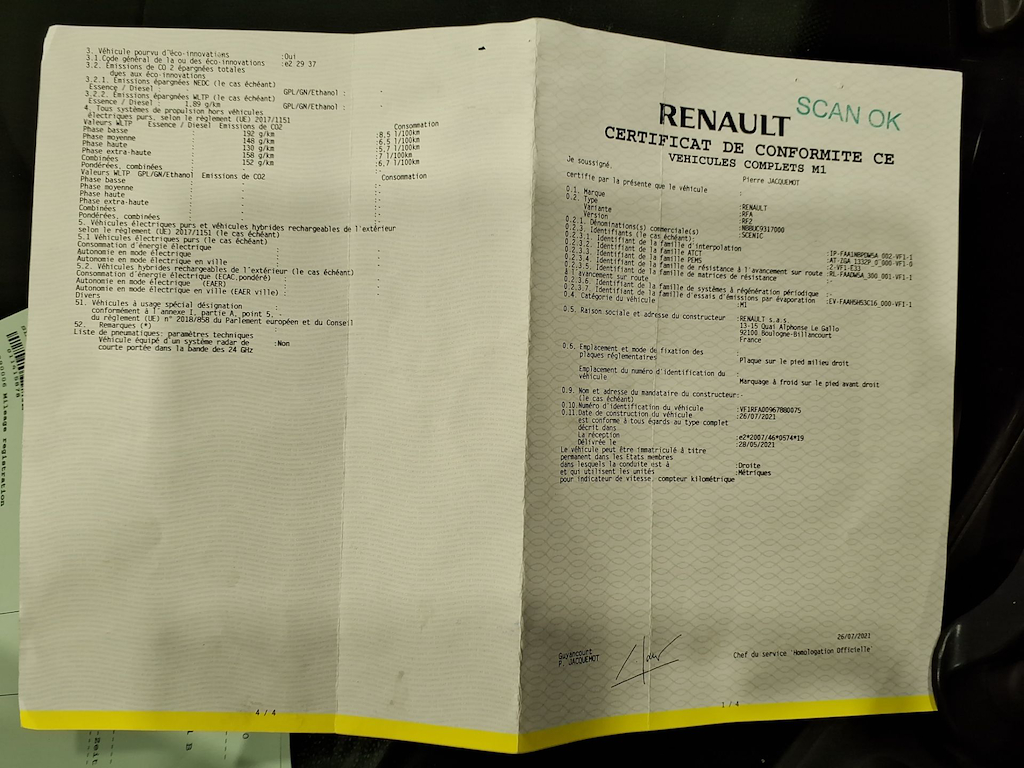 3. Véhicule pourvu d'éco-innovations :Oui
3.1.Code général de la ou des éco-innovations :e2 29 37
3.2. Emissions de CO 2 épargnées totales
dues aux éco-innovations
3.2.1. Emissions épargnées NEDC (le cas échéant)
Essence / Diesel : - GPL/GN/Ethanol : -
3.2.2. Emissions épargnées WLTP (le cas échéant)
Essence / Diesel : 1.89 g/km GPL/GN/Ethanol : -
4. Tous systèmes de propulsion hors véhicules
électriques purs, selon le règlement (UE) 2017/1151
Valeurs WLTP Essence / Diesel Emissions de CO2 Consommation
Phase basse : 192 g/km :8.5 l/100km
Phase moyenne : 148 g/km :6.5 l/100km
Phase haute : 130 g/km :5.7 l/100km
Phase extra-haute : 158 g/km :7 l/100km
Combinées : 152 g/km :6.7 l/100km
Pondérées, combinées : - :-
Valeurs WLTP GPL/GN/Ethanol Emissions de CO2 Consommation
Phase basse : - :-
Phase moyenne : - :-
Phase haute : - :-
Phase extra-haute : - :-
Combinées : - :-
Pondérées, combinées : - :-
5. Véhicules électriques purs et véhicules hybrides rechargeables de l'extérieur
selon le règlement (UE) 2017/1151 (le cas échéant)
5.1 Véhicules électriques purs (le cas échéant)
Consommation d'énergie électrique : -
Autonomie en mode électrique : -
Autonomie en mode électrique en ville : -
5.2. Véhicules hybrides rechargeables de l'extérieur (le cas échéant)
Consommation d'énergie électrique (ECAC,pondéré) : -
Autonomie en mode électrique (EAER) : -
Autonomie en mode électrique en ville (EAER ville) : -
Divers
51. Véhicules à usage spécial désignation
conformément à l'annexe I, partie A, point 5, -
du règlement (UE) n° 2018/858 du Parlement européen et du Conseil
52. Remarques (*)
Liste de pneumatiques: paramètres techniques
Véhicule équipé d'un système radar de :Non
courte portée dans la bande des 24 GHz
4 / 4
RENAULT
SCAN OK
CERTIFICAT DE CONFORMITE CE
VEHICULES COMPLETS M1
Je soussigné, Pierre JACQUEMOT
certifie par la présente que le véhicule :
0.1. Marque :RENAULT
0.2. Type :RFA
Variante :RF2
Version :N8BUC9317000
0.2.1. Dénominations(s) commerciale(s) :SCENIC
0.2.3. Identifiants (le cas échéant):
0.2.3.1. Identifiant de la famille d'interpolation :IP-FAA1NBPDW5A_002-VF1-1
0.2.3.2. Identifiant de la famille ATCT :AT-ZGA_1332P_0_000-VF1-0
0.2.3.3. Identifiant de la famille PEMS :2-VF1-E33
0.2.3.4. Identifiant de la famille de résistance à l'avancement sur route :RL-FAADW5A_300_001-VF1-1
0.2.3.5. Identifiant de la famille de matrices de résistance
à l'avancement sur route :-
0.2.3.6. Identifiant de la famille de systèmes à régénération périodique :-
0.2.3.7. Identifiant de la famille d'essais d'émissions par évaporation :EV-FAAH5H53C16_000-VF1-1
0.4. Catégorie du véhicule :M1
0.5. Raison sociale et adresse du constructeur :RENAULT s.a.s.
13-15 Quai Alphonse Le Gallo
92100 Boulogne-Billancourt
France
0.6. Emplacement et mode de fixation des
plaques réglementaires : Plaque sur le pied milieu droit
Emplacement du numéro d'identification du
véhicule : Marquage à froid sur le pied avant droit
0.9. Nom et adresse du mandataire du constructeur:-
(le cas échéant)
0.10.Numéro d'identification du véhicule :VF1RFA00967880075
0.11.Date de construction du véhicule :26/07/2021
est conforme à tous égards au type complet
décrit dans
La réception :e2*2007/46*0574*19
Délivrée le :28/05/2021
Le véhicule peut être immatriculé à titre
permanent dans les Etats membres
dans lesquels la conduite est à :Droite
et qui utilisent les unités :Métriques
pour indicateur de vitesse, compteur kilométrique
26/07/2021
Guyancourt
P. JACQUEMOT
Chef du service 'Homologation Officielle'
1 / 4
Mileage registration